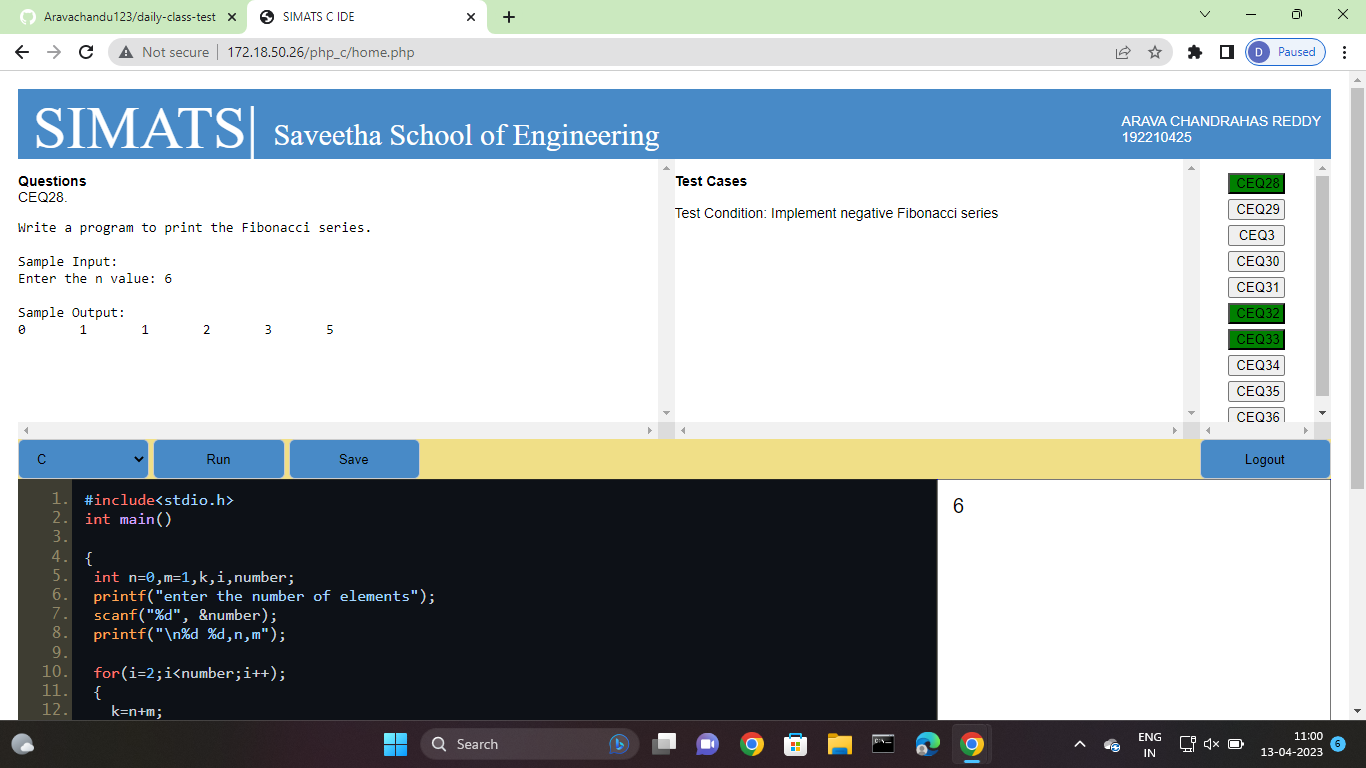 Aravachandu123/daily-class-test
SIMATS C IDE
Not secure
172.18.50.26/php_c/home.php
D
Paused
SIMATS|
Saveetha School of Engineering
ARAVA CHANDRAHAS REDDY
192210425
Questions
CEQ28.
Write a program to print the Fibonacci series.
Sample Input:
Enter the n value: 6
Sample Output:
0 1 1 2 3 5
Test Cases
Test Condition: Implement negative Fibonacci series
CEQ28
CEQ29
CEQ3
CEQ30
CEQ31
CEQ32
CEQ33
CEQ34
CEQ35
CEQ36
C
Run
Save
Logout
1. #include<stdio.h>
2. int main()
3.
4. {
5. int n=0,m=1,k,i,number;
6. printf("enter the number of elements");
7. scanf("%d", &number);
8. printf("\n%d %d,n,m");
9.
10. for(i=2;i<number;i++);
11. {
12. k=n+m;
6
Search
ENG
IN
11:00
13-04-2023
6